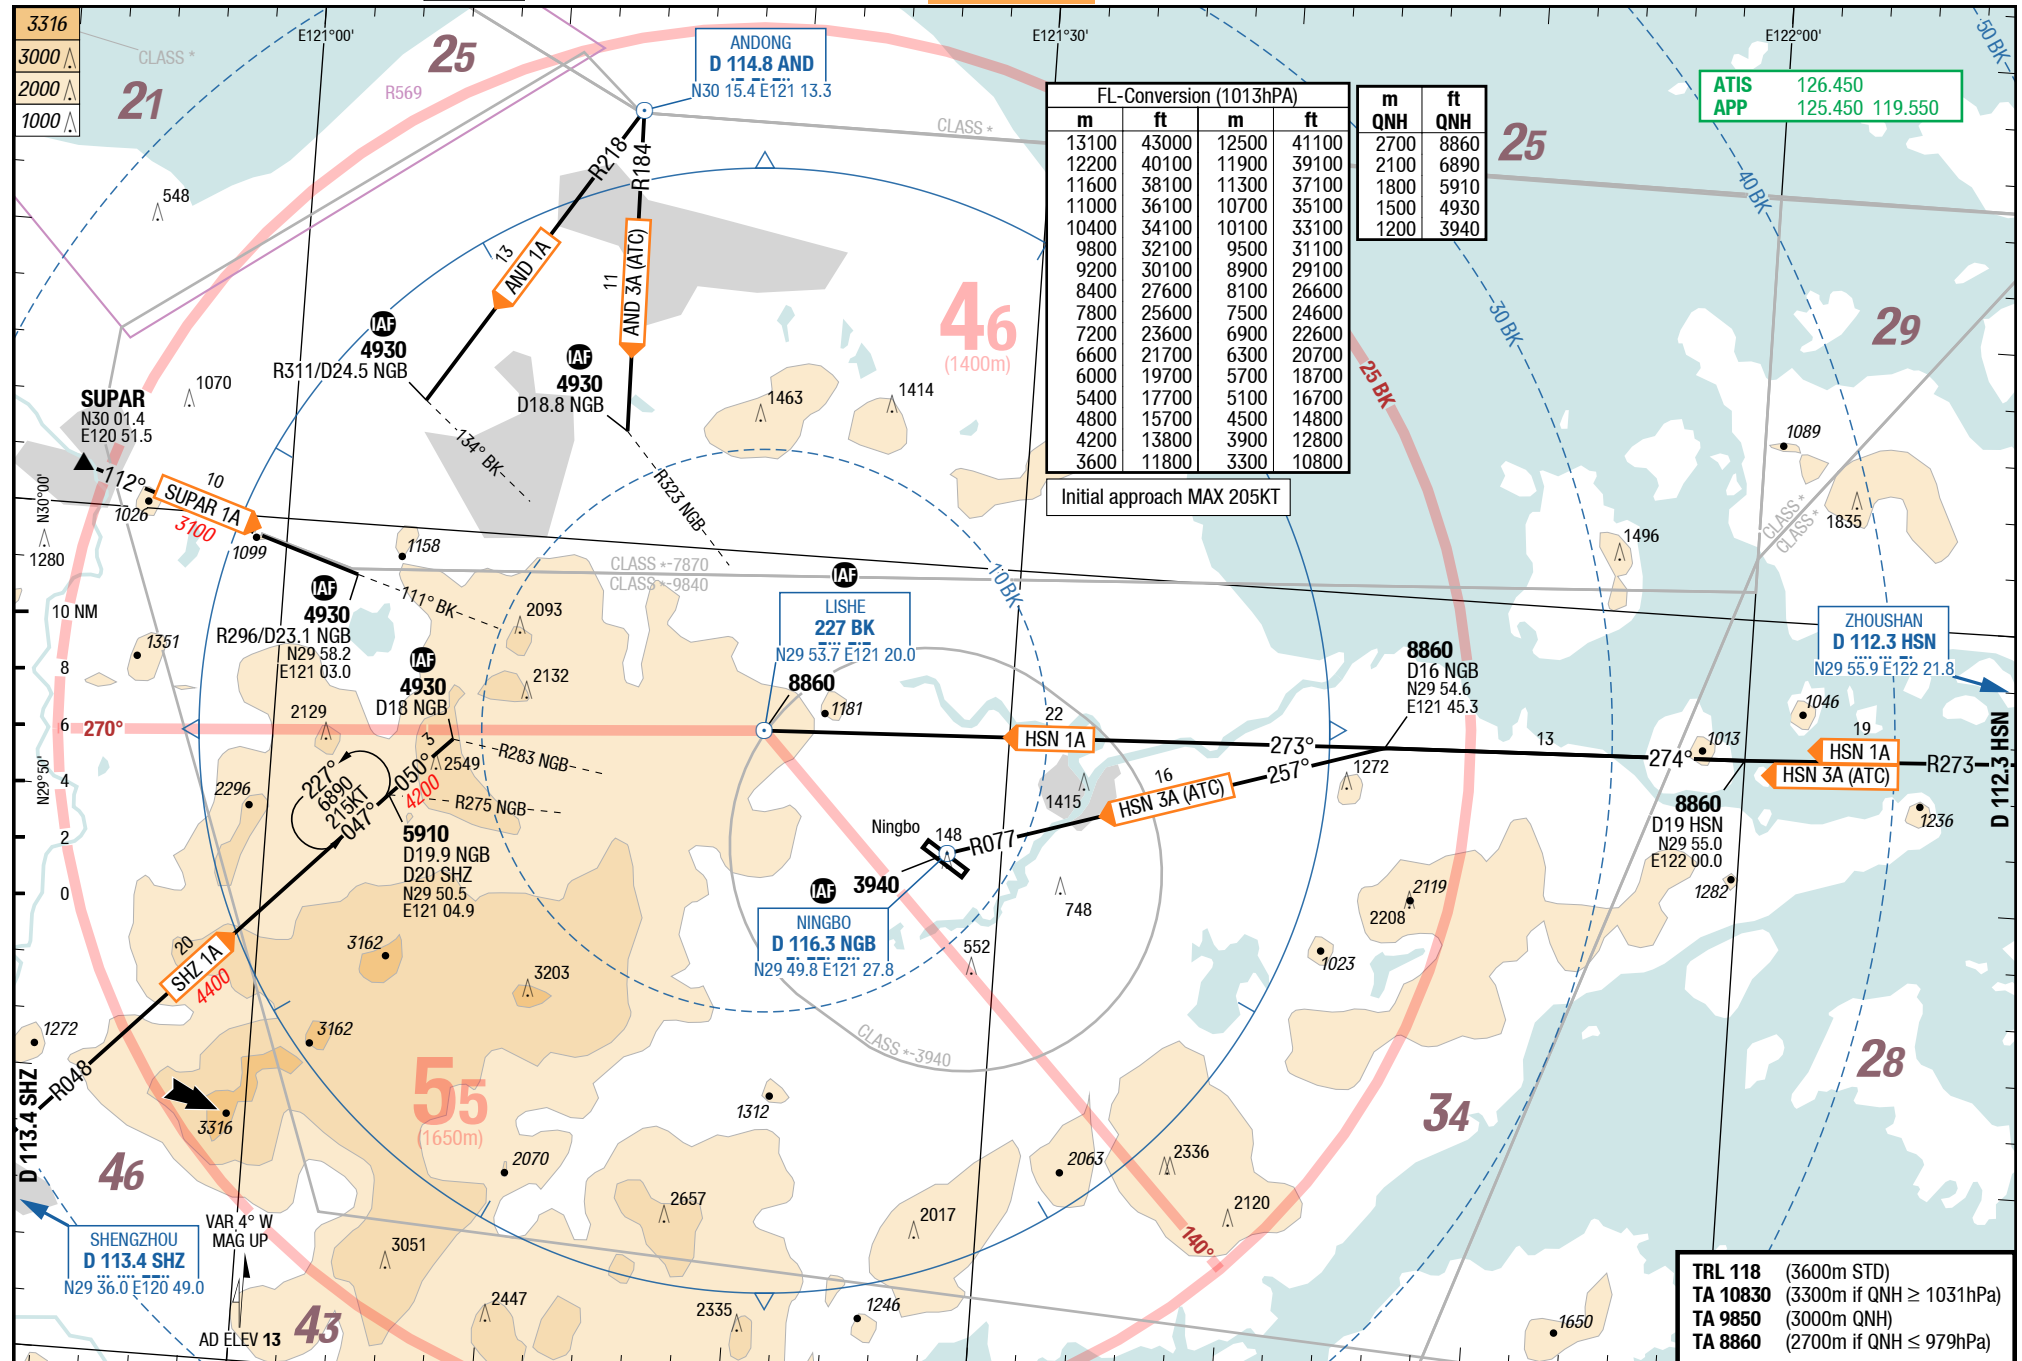 3316
3000
2000
1000
CLASS *
21
25
R569
E121°00'
ANDONG
D 114.8 AND
N30 15.4 E121 13.3
E121°30'
E122°00'
50 BK
FL-Conversion (1013hPA)
m ft m ft
13100 43000 12500 41100
12200 40100 11900 39100
11600 38100 11300 37100
11000 36100 10700 35100
10400 34100 10100 33100
9800 32100 9500 31100
9200 30100 8900 29100
8400 27600 8100 26600
7800 25600 7500 24600
7200 23600 6900 22600
6600 21700 6300 20700
6000 19700 5700 18700
5400 17700 5100 16700
4800 15700 4500 14800
4200 13800 3900 12800
3600 11800 3300 10800
m ft
QNH QNH
2700 8860
2100 6890
1800 5910
1500 4930
1200 3940
ATIS 126.450
APP 125.450 119.550
CLASS *
25
40 BK
548
R218
R184
13
AND 1A
11
AND 3A (ATC)
46
(1400m)
30 BK
29
25 BK
IAF
4930
R311/D24.5 NGB
IAF
4930
D18.8 NGB
1070
1463
1414
SUPAR
N30 01.4
E120 51.5
134° BK
R323 NGB
1089
Initial approach MAX 205KT
N30°00'
112°
10
SUPAR 1A
3100
1026
1099
1280
1158
CLASS *-7870
CLASS *-9840
10 BK
1496
CLASS *
CLASS *
1835
IAF
4930
R296/D23.1 NGB
N29 58.2
E121 03.0
111° BK
2093
IAF
LISHE
227 BK
N29 53.7 E121 20.0
8860
10 NM
8
6
4
2
0
1351
IAF
4930
D18 NGB
2132
1181
8860
D16 NGB
N29 54.6
E121 45.3
ZHOUSHAN
D 112.3 HSN
N29 55.9 E122 21.8
1046
270°
2129
3
2549
R283 NGB
22
HSN 1A
273°
13
1013
274°
19
HSN 1A
HSN 3A (ATC)
R273
D 112.3 HSN
N29°50'
227°
6890
215KT
047°
050°
4200
R275 NGB
2296
16
HSN 3A (ATC)
257°
1272
1415
5910
D19.9 NGB
D20 SHZ
N29 50.5
E121 04.9
Ningbo
148
R077
8860
D19 HSN
N29 55.0
E122 00.0
1236
1282
IAF
3940
NINGBO
D 116.3 NGB
N29 49.8 E121 27.8
748
552
2119
2208
1023
20
SHZ 1A
4400
3162
3203
3162
1272
R048
D 113.4 SHZ
3316
CLASS *-3940
55
(1650m)
1312
2070
2063
2336
34
28
46
2657
2017
2120
140°
VAR 4° W
MAG UP
SHENGZHOU
D 113.4 SHZ
N29 36.0 E120 49.0
3051
2447
2335
1246
1650
AD ELEV 13
43
TRL 118 (3600m STD)
TA 10830 (3300m if QNH ≥ 1031hPa)
TA 9850 (3000m QNH)
TA 8860 (2700m if QNH ≤ 979hPa)